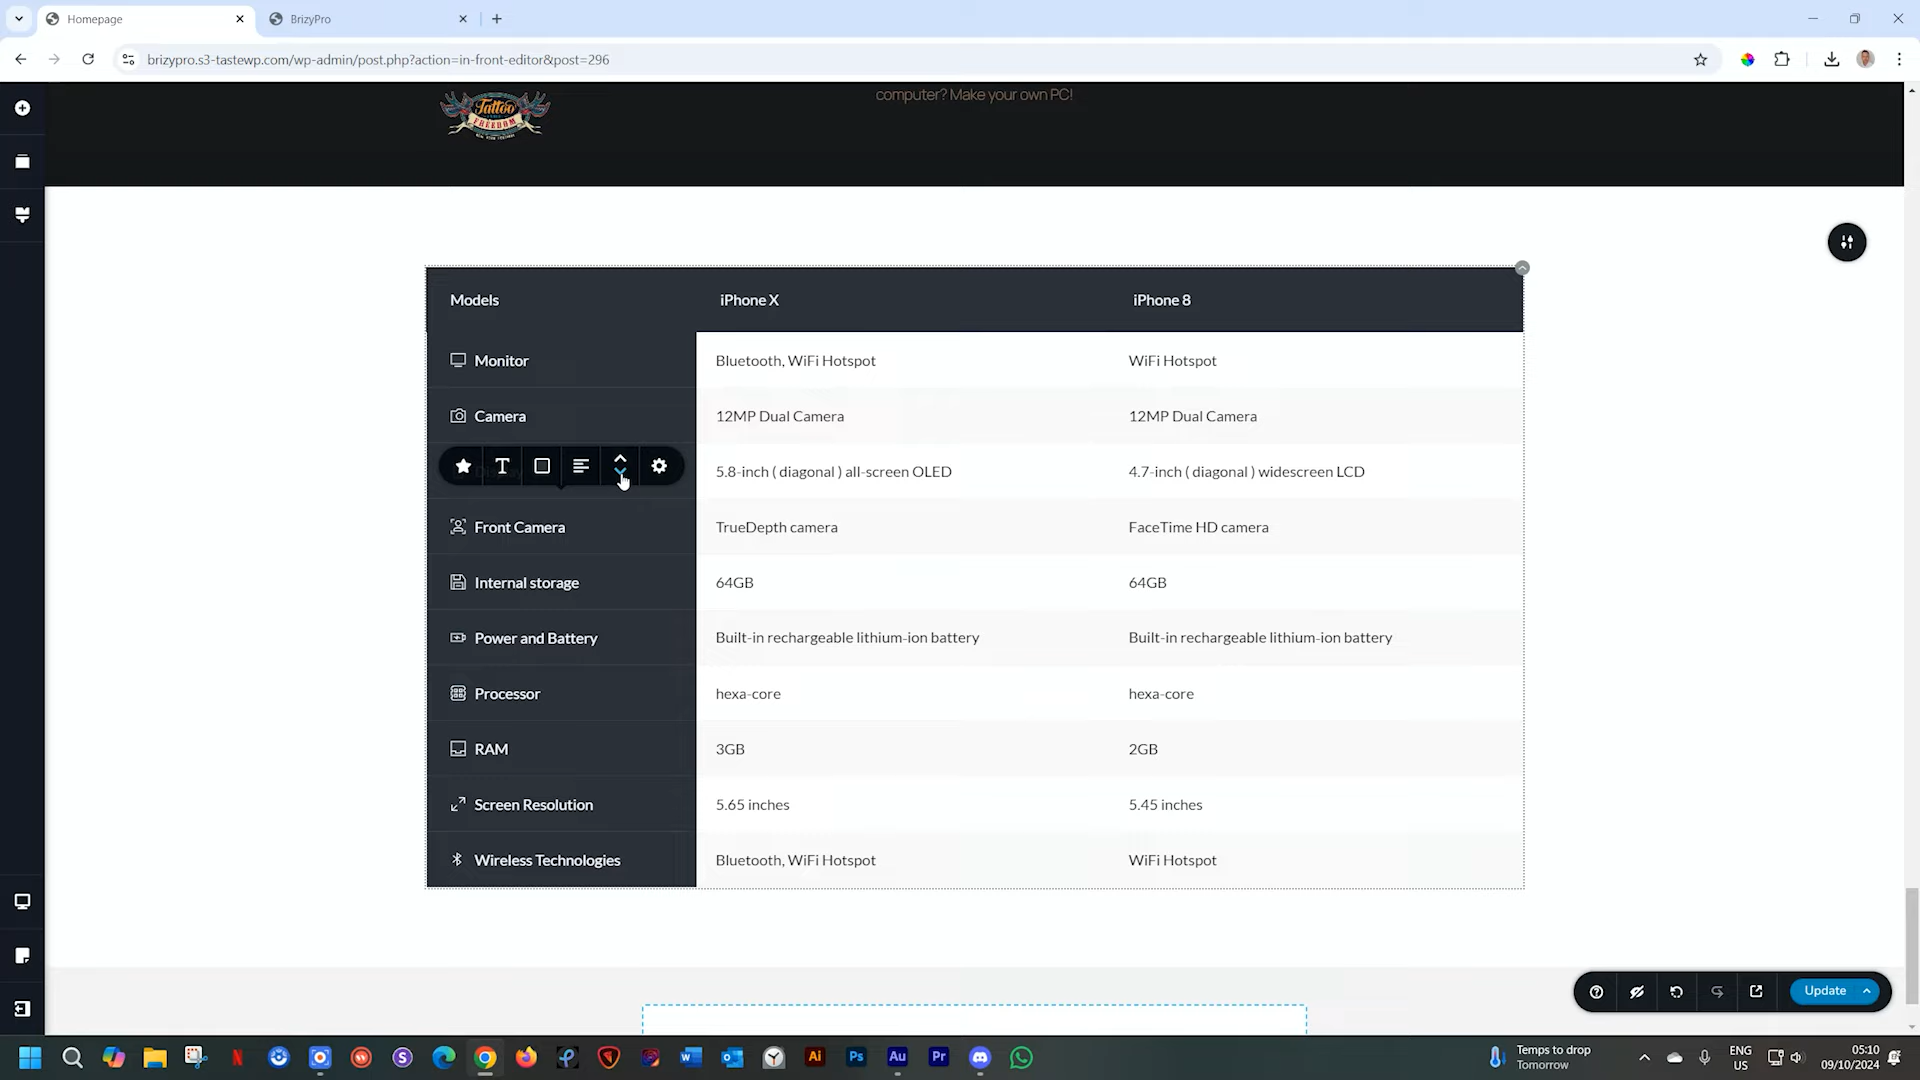 Homepage
BrizyPro
brizypro.s3-tastewp.com/wp-admin/post.php?action=in-front-editor&post=296
Tattoo
FREEDOM
computer? Make your own PC!
Models iPhone X iPhone 8
Monitor Bluetooth, WiFi Hotspot WiFi Hotspot
Camera 12MP Dual Camera 12MP Dual Camera
5.8-inch ( diagonal ) all-screen OLED 4.7-inch ( diagonal ) widescreen LCD
Front Camera TrueDepth camera FaceTime HD camera
Internal storage 64GB 64GB
Power and Battery Built-in rechargeable lithium-ion battery Built-in rechargeable lithium-ion battery
Processor hexa-core hexa-core
RAM 3GB 2GB
Screen Resolution 5.65 inches 5.45 inches
Wireless Technologies Bluetooth, WiFi Hotspot WiFi Hotspot
Update
Temps to drop
Tomorrow
ENG
US
05:10
09/10/2024